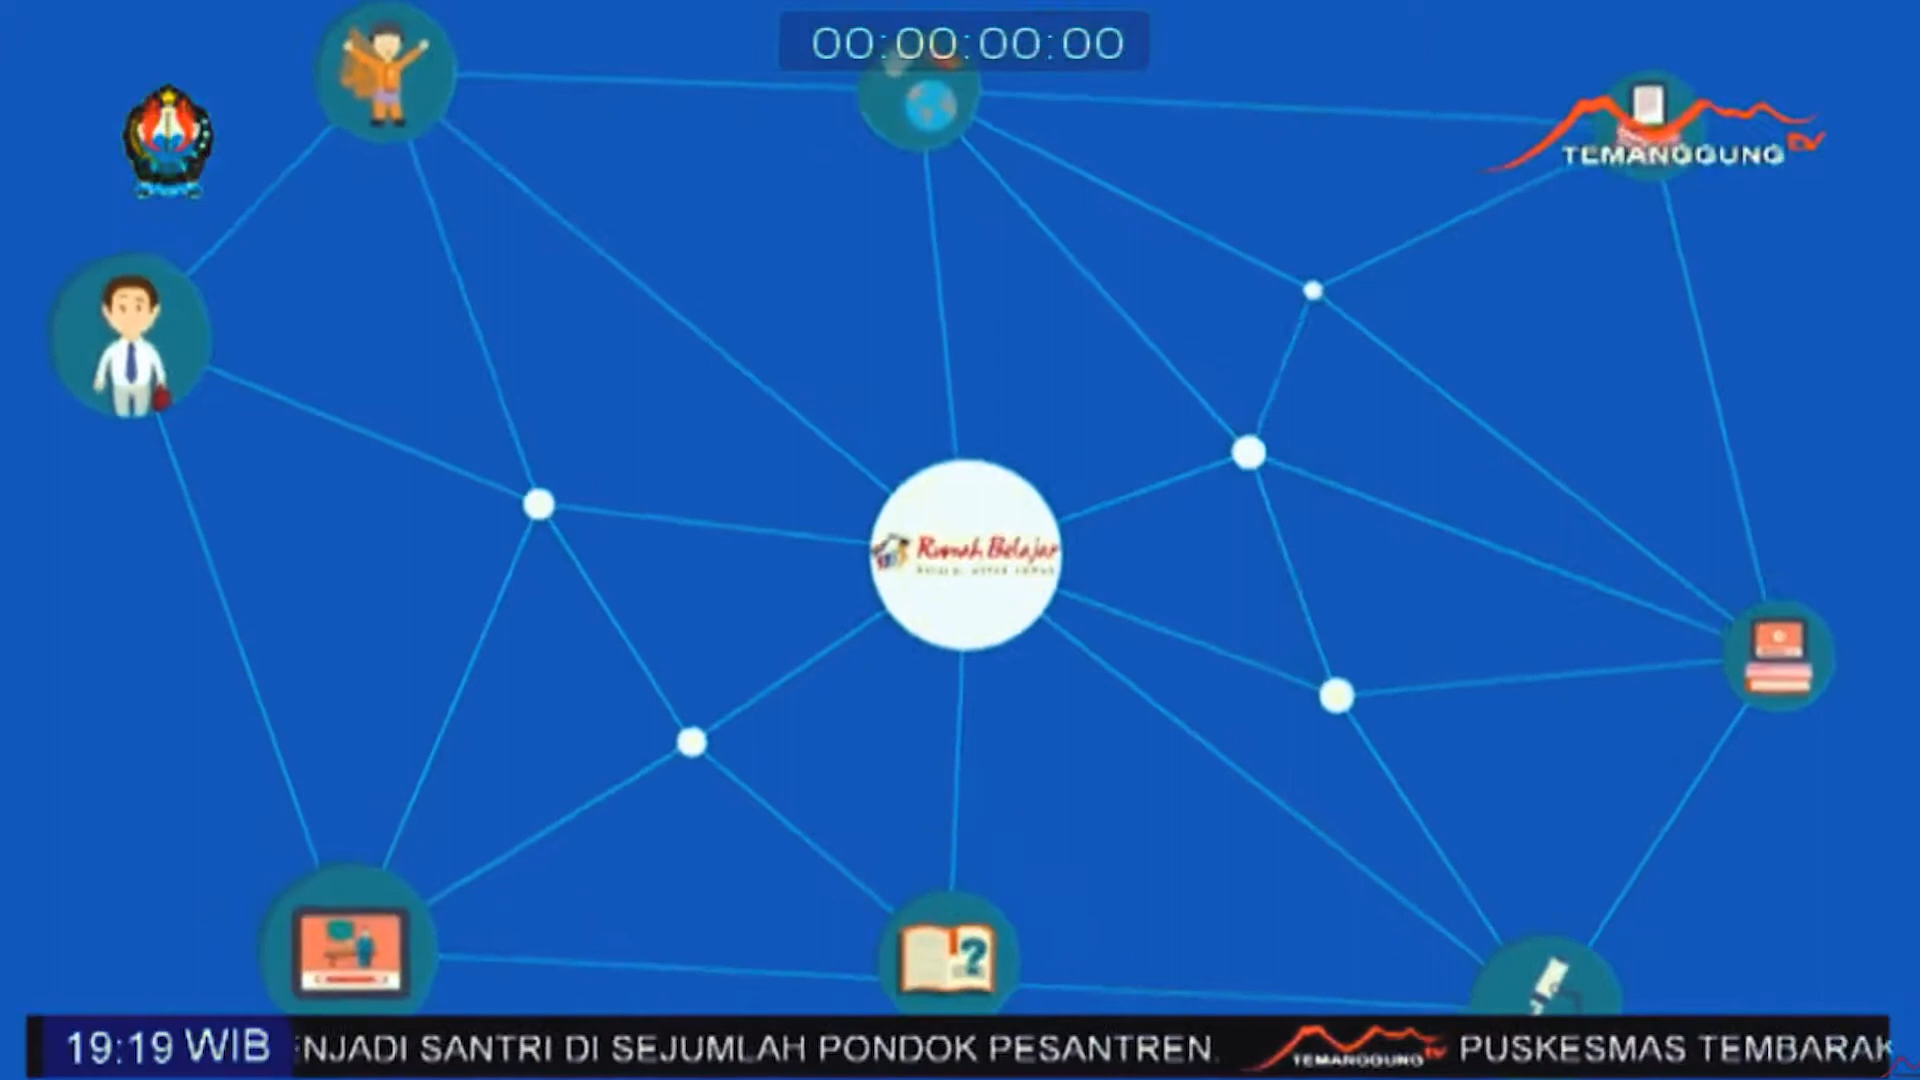 00:00:00:00
TEMANGGUNG TV
Rumah Belajar
?
19:19 WIB
NJADI SANTRI DI SEJUMLAH PONDOK PESANTREN. TEMANGGUNG TV PUSKESMAS TEMBARAK